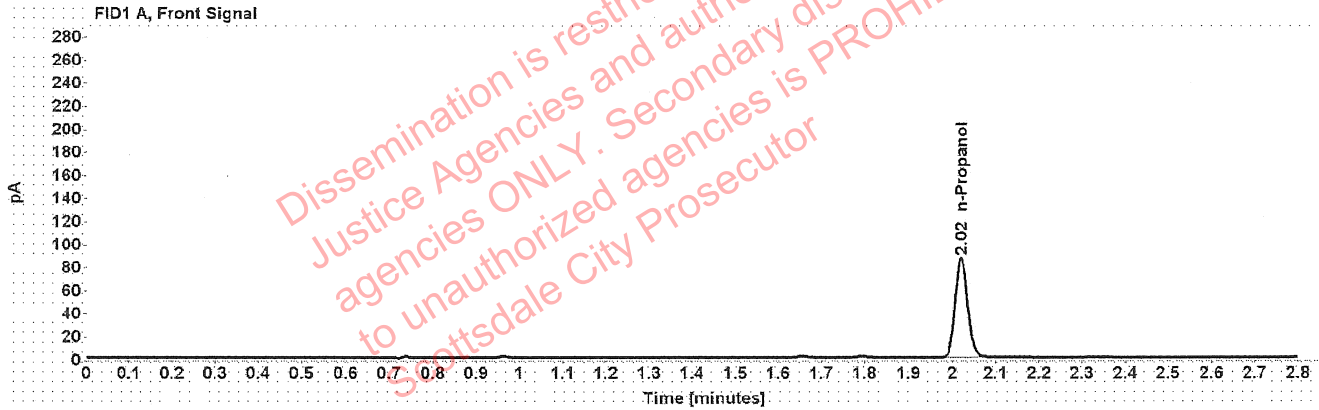 FID1 A, Front Signal
280
260
240
220
200
180
160
140
120
100
80
60
40
20
0
pA
2.02 n-Propanol
0 0.1 0.2 0.3 0.4 0.5 0.6 0.7 0.8 0.9 1 1.1 1.2 1.3 1.4 1.5 1.6 1.7 1.8 1.9 2 2.1 2.2 2.3 2.4 2.5 2.6 2.7 2.8
Time [minutes]
Dissemination is
Justice Agencies and
agencies ONLY. Secondary
to unauthorized agencies is
Scottsdale City Prosecutor